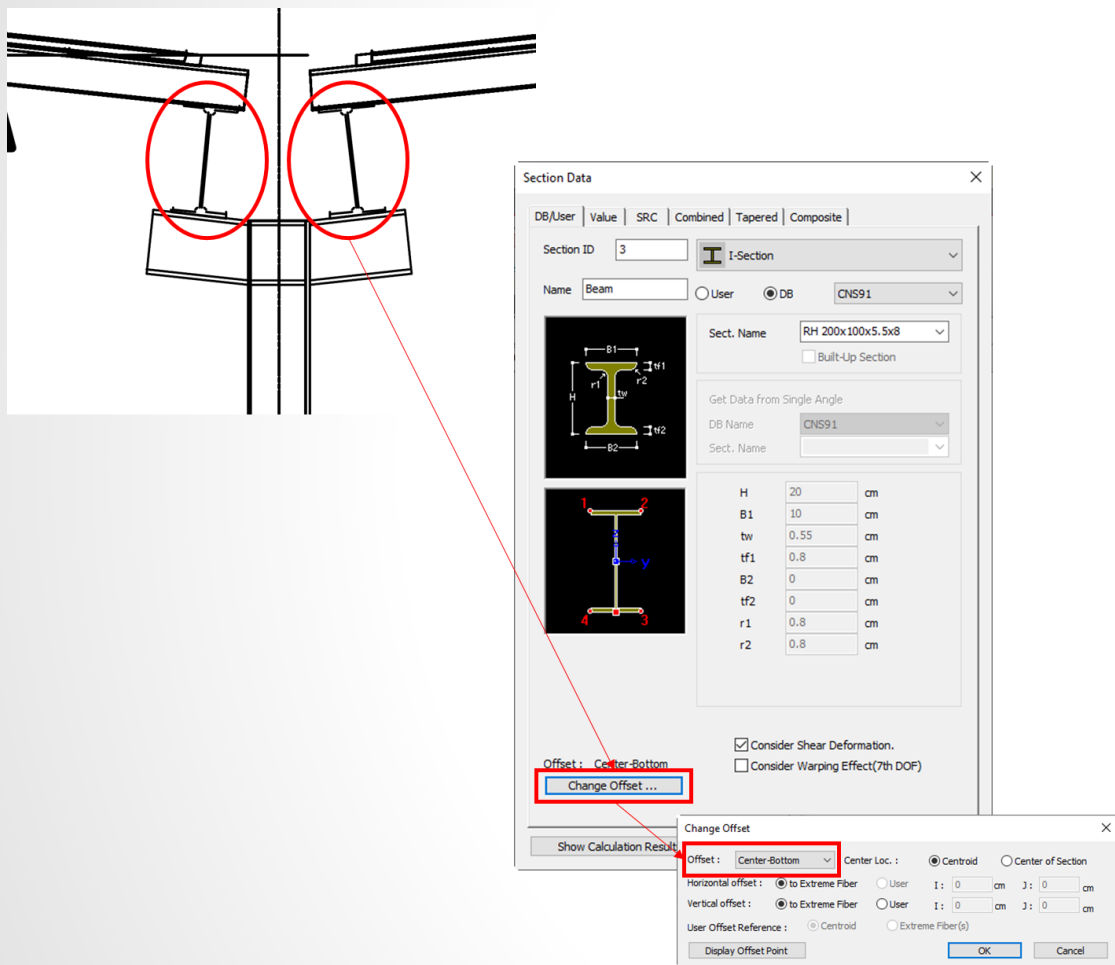 Section Data
DB/User Value SRC Combined Tapered Composite
Section ID 3 I-Section
Name Beam User DB CNS91
Sect. Name RH 200x100x5.5x8
Built-Up Section
B1
tf1
r1 r2
H tw
tf2
B2
Get Data from Single Angle
DB Name CNS91
Sect. Name
1 2
z
y
4 3
H 20 cm
B1 10 cm
tw 0.55 cm
tf1 0.8 cm
B2 0 cm
tf2 0 cm
r1 0.8 cm
r2 0.8 cm
Consider Shear Deformation.
Offset : Center-Bottom
Consider Warping Effect(7th DOF)
Change Offset ...
Show Calculation Result
Change Offset
Offset : Center-Bottom Center Loc. : Centroid Center of Section
Horizontal offset : to Extreme Fiber User I : 0 cm J : 0 cm
Vertical offset : to Extreme Fiber User I : 0 cm J : 0 cm
User Offset Reference : Centroid Extreme Fiber(s)
Display Offset Point OK Cancel